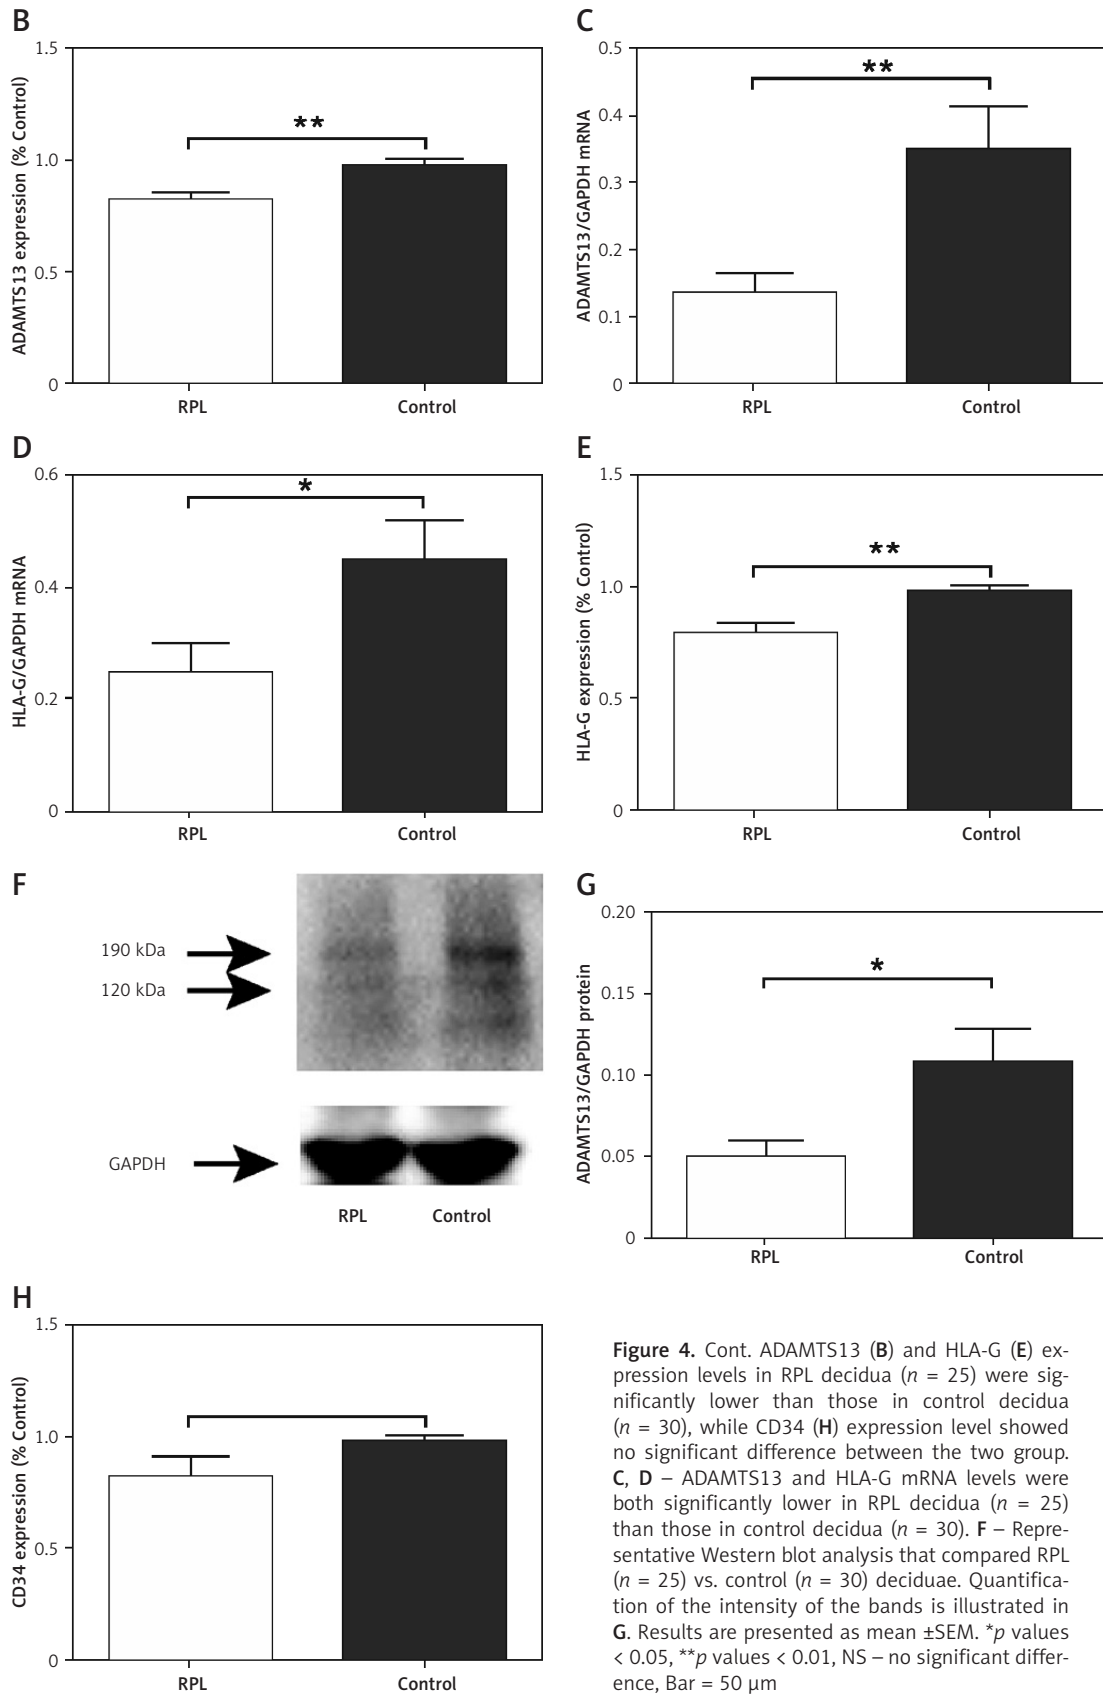 B
ADAMTS13 expression (% Control)
1.5
1.0
0.5
0
**
RPL Control
C
ADAMTS13/GAPDH mRNA
0.5
0.4
0.3
0.2
0.1
0
**
RPL Control
D
HLA-G/GAPDH mRNA
0.6
0.4
0.2
0
*
RPL Control
E
HLA-G expression (% Control)
1.5
1.0
0.5
0
**
RPL Control
F
190 kDa
120 kDa
GAPDH
RPL Control
G
ADAMTS13/GAPDH protein
0.20
0.15
0.10
0.05
0
*
RPL Control
H
CD34 expression (% Control)
1.5
1.0
0.5
0
RPL Control
Figure 4. Cont. ADAMTS13 (B) and HLA-G (E) ex-
pression levels in RPL decidua (n = 25) were sig-
nificantly lower than those in control decidua
(n = 30), while CD34 (H) expression level showed
no significant difference between the two group.
C, D – ADAMTS13 and HLA-G mRNA levels were
both significantly lower in RPL decidua (n = 25)
than those in control decidua (n = 30). F – Repre-
sentative Western blot analysis that compared RPL
(n = 25) vs. control (n = 30) deciduae. Quantifica-
tion of the intensity of the bands is illustrated in
G. Results are presented as mean ±SEM. *p values
< 0.05, **p values < 0.01, NS – no significant differ-
ence, Bar = 50 µm